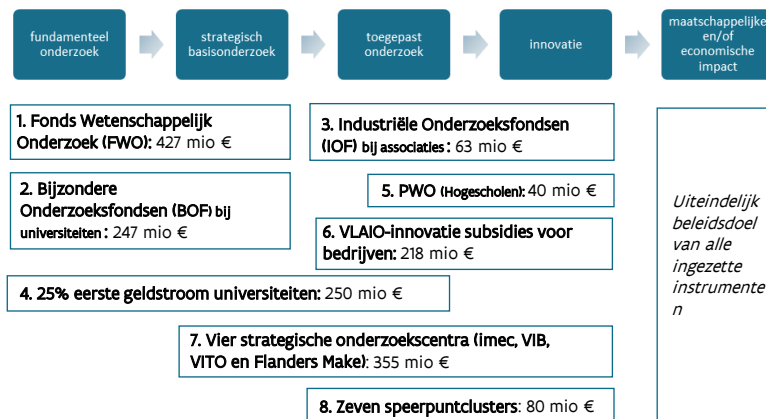 fundamenteel
onderzoek
strategisch
basisonderzoek
toegepast
onderzoek
innovatie
maatschappelijke
en/of
economische
impact
1. Fonds Wetenschappelijk
Onderzoek (FWO): 427 mio €
2. Bijzondere
Onderzoeksfondsen (BOF) bij
universiteiten : 247 mio €
3. Industriële Onderzoeksfondsen
(IOF) bij associaties : 63 mio €
5. PWO (Hogescholen): 40 mio €
6. VLAIO-innovatie subsidies voor
bedrijven: 218 mio €
4. 25% eerste geldstroom universiteiten: 250 mio €
7. Vier strategische onderzoekscentra (imec, VIB,
VITO en Flanders Make): 355 mio €
8. Zeven speerpuntclusters: 80 mio €
Uiteindelijk
beleidsdoel
van alle
ingezette
instrumente
n